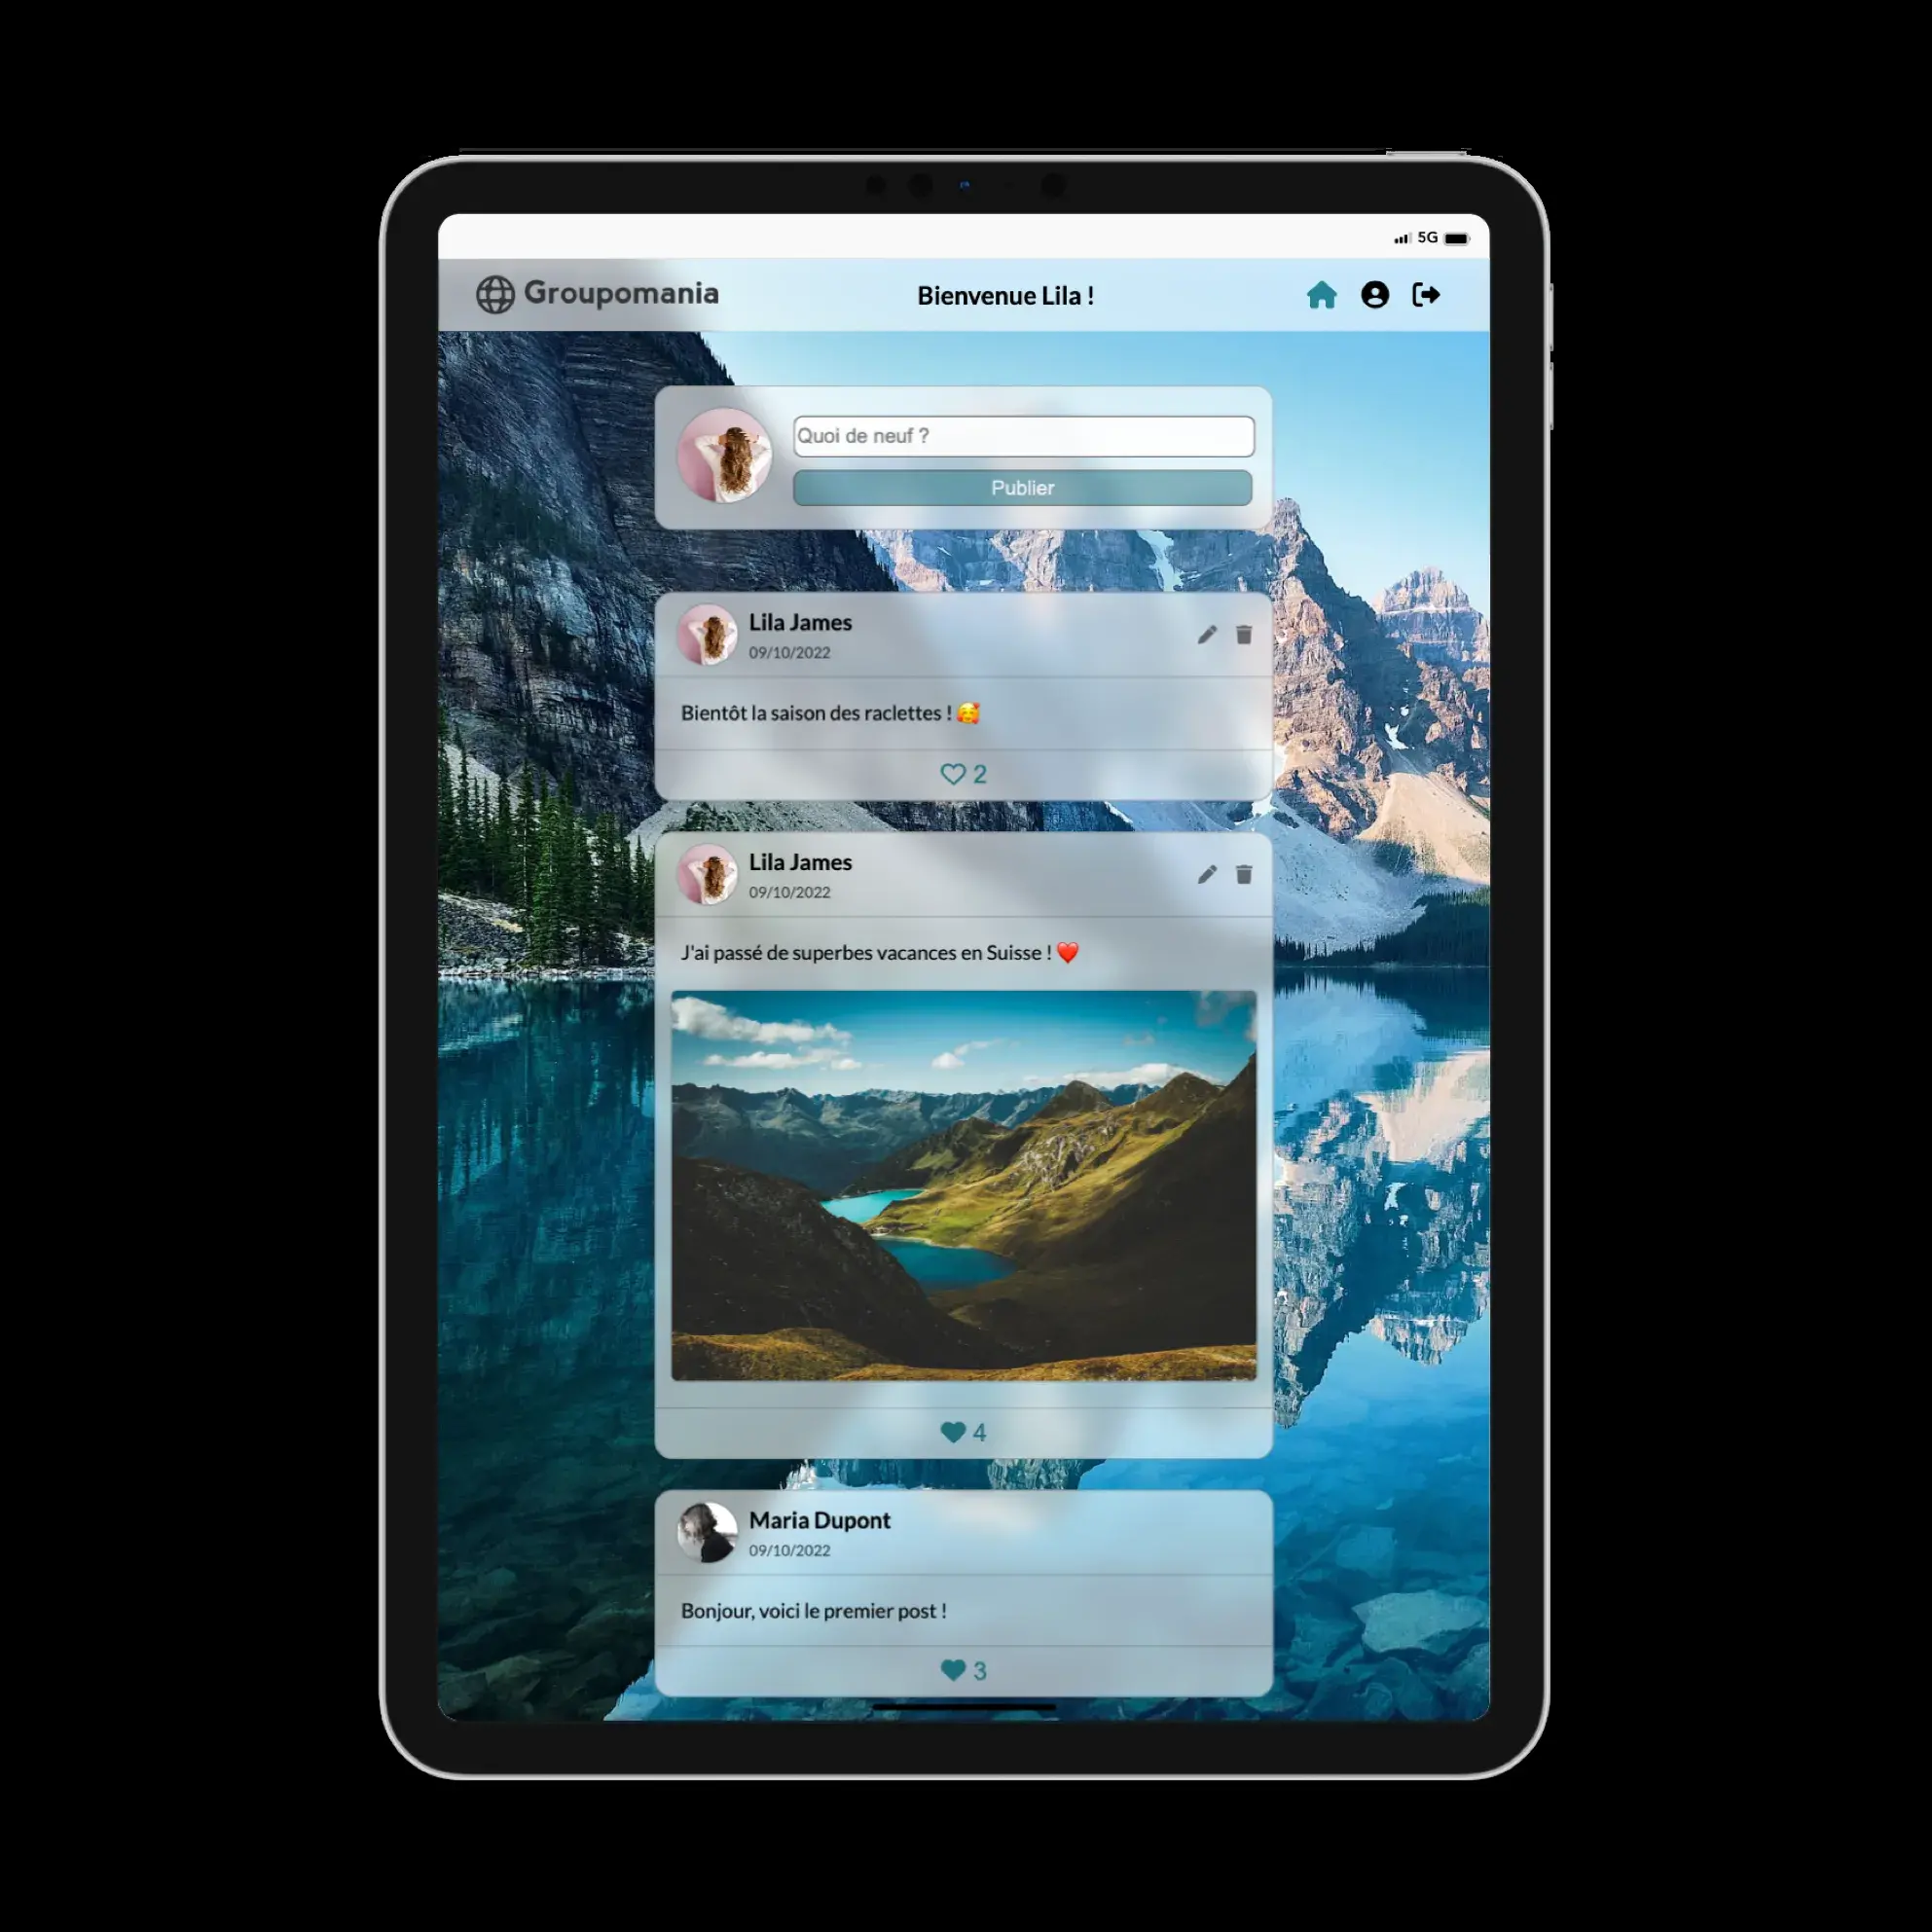 5G
Groupomania
Bienvenue Lila !
Quoi de neuf ?
Publier
Lila James
09/10/2022
Bientôt la saison des raclettes ! 🥰
2
Lila James
09/10/2022
J'ai passé de superbes vacances en Suisse ! ❤️
4
Maria Dupont
09/10/2022
Bonjour, voici le premier post !
3